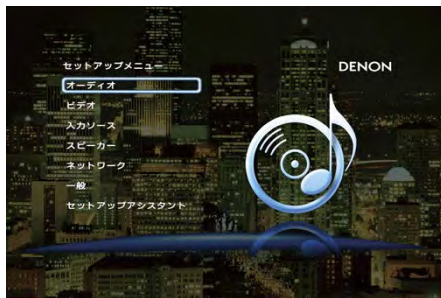 セットアップメニュー
DENON
オーディオ
ビデオ
入力ソース
スピーカー
ネットワーク
一般
セットアップアシスタント